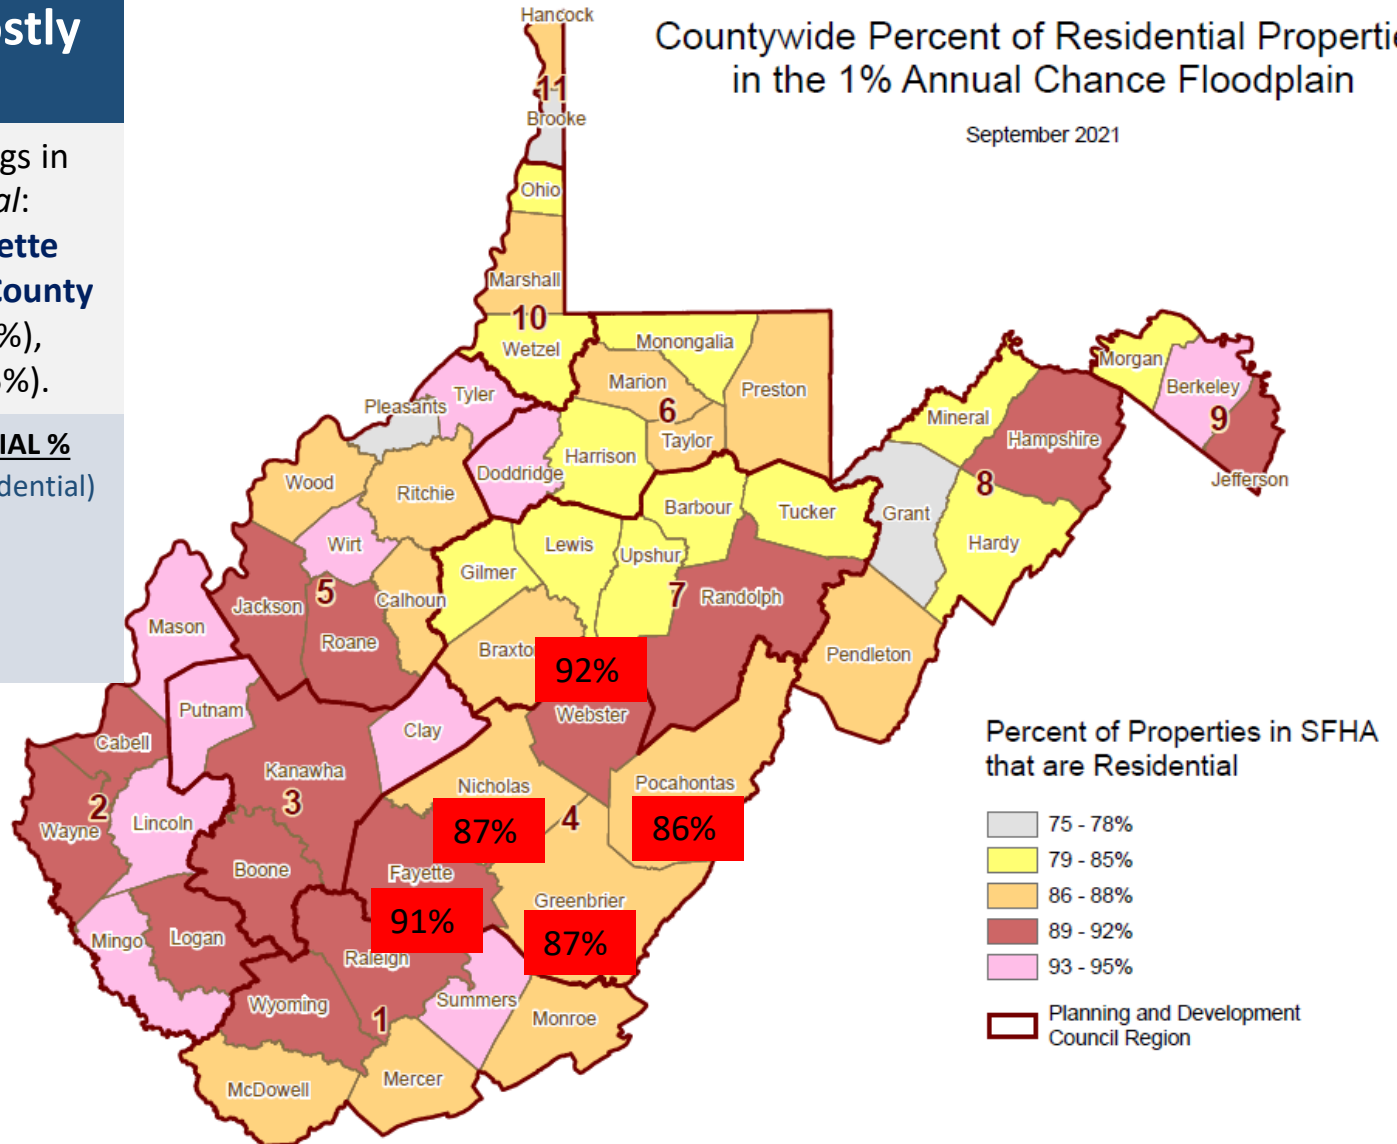 ostly
gs in
al:
ette
County
%),
%).
IAL %
dential)
Countywide Percent of Residential Properti
in the 1% Annual Chance Floodplain
September 2021
Hancock
11
Brooke
Ohio
Marshall
10
Wetzel
Monongalia
Morgan
Marion
Preston
Berkeley
Tyler
Pleasants
6
9
Mineral
Taylor
Hampshire
Harrison
Doddridge
Jefferson
Wood
Ritchie
8
Barbour
Tucker
Grant
Wirt
Lewis
Upshur
Hardy
Gilmer
5
7
Randolph
Jackson
Calhoun
Mason
Roane
Braxto
Pendleton
92%
Putnam
Webster
Clay
Cabell
Kanawha
Nicholas
Pocahontas
2
3
4
Wayne
Lincoln
87%
86%
Boone
Fayette
Greenbrier
91%
87%
Mingo
Logan
Raleigh
Wyoming
Summers
1
Monroe
McDowell
Mercer
Percent of Properties in SFHA
that are Residential
75 - 78%
79 - 85%
86 - 88%
89 - 92%
93 - 95%
Planning and Development
Council Region